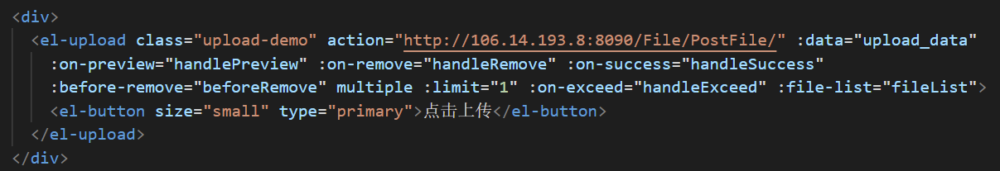 <div>
<el-upload class="upload-demo" action="http://106.14.193.8:8090/File/PostFile/" :data="upload_data"
:on-preview="handlePreview" :on-remove="handleRemove" :on-success="handleSuccess"
:before-remove="beforeRemove" multiple :limit="1" :on-exceed="handleExceed" :file-list="fileList">
<el-button size="small" type="primary">点击上传</el-button>
</el-upload>
</div>